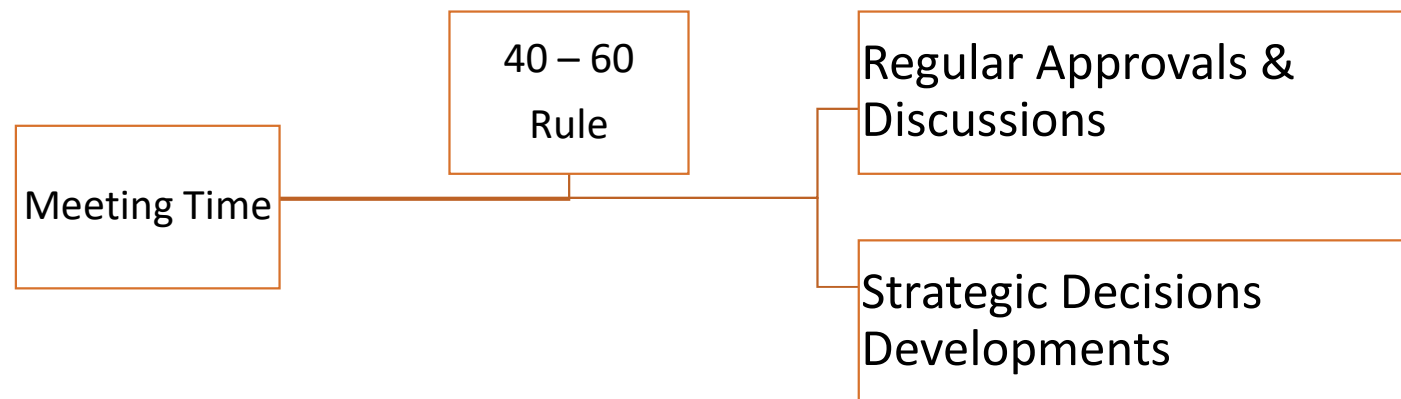 40 – 60
Rule
Meeting Time
Regular Approvals &
Discussions
Strategic Decisions
Developments